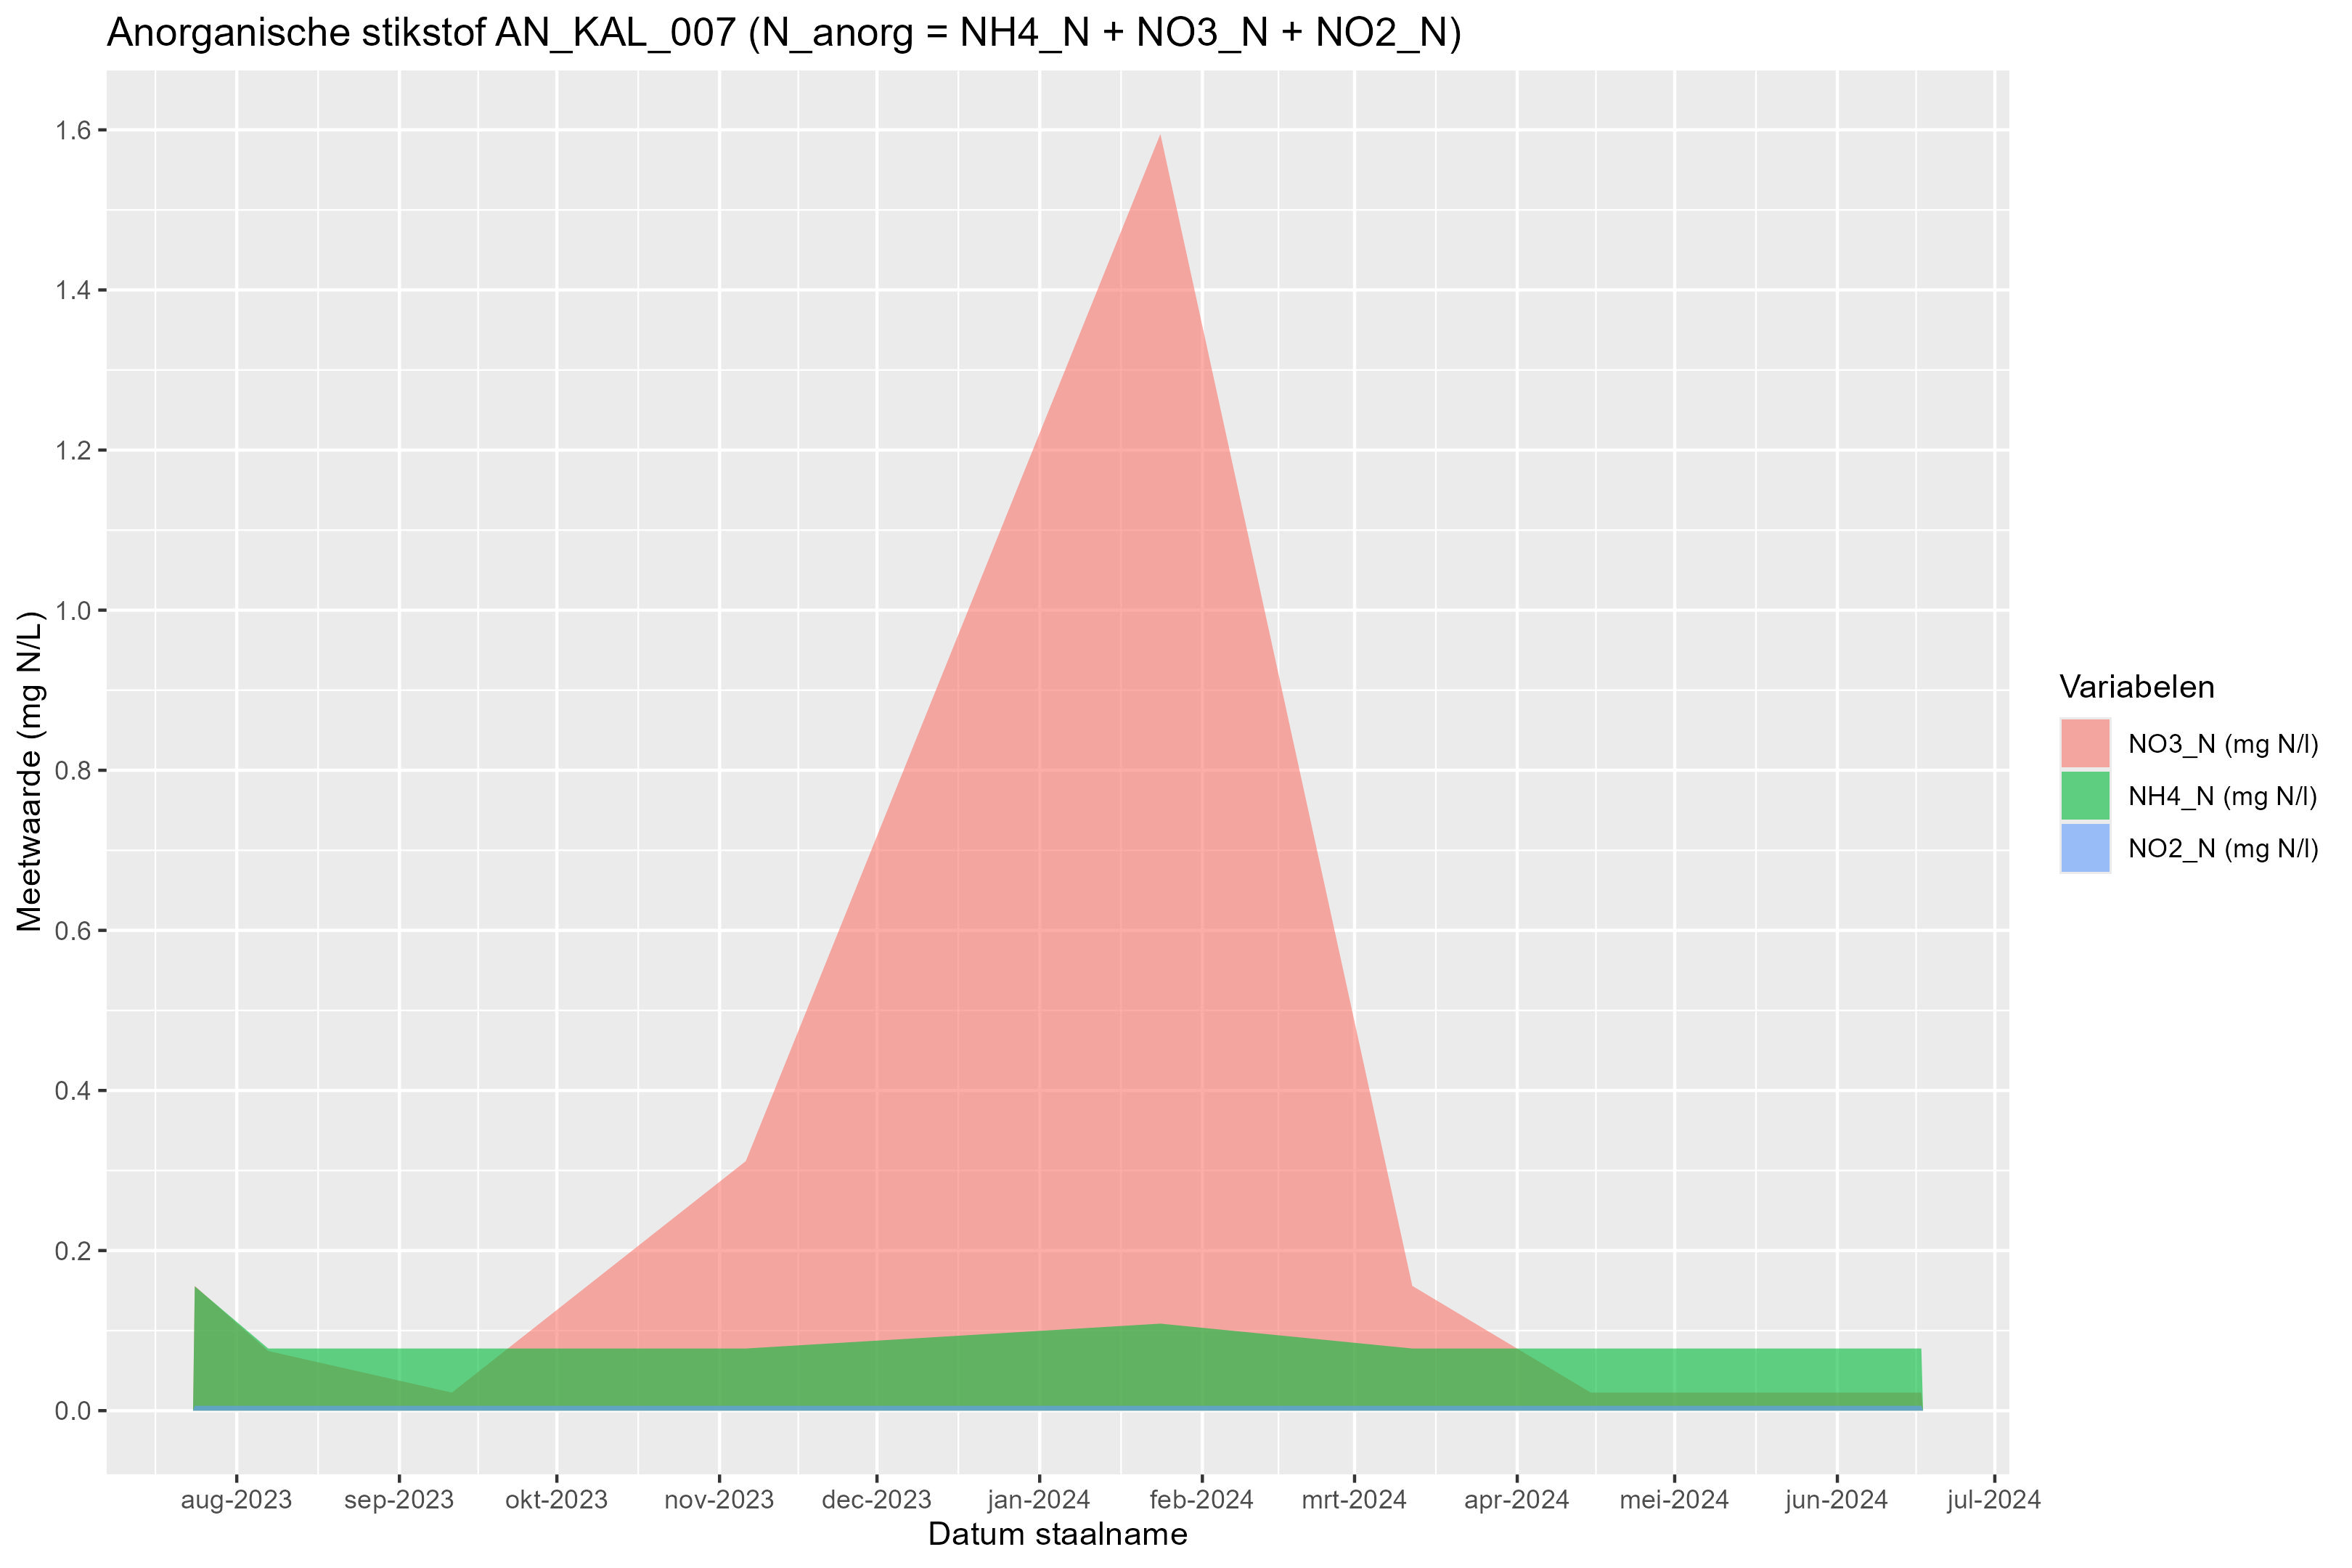 Anorganische stikstof AN_KAL_007 (N_anorg = NH4_N + NO3_N + NO2_N)
Meetwaarde (mg N/L)
1.6
1.4
1.2
1.0
0.8
0.6
0.4
0.2
0.0
aug-2023 sep-2023 okt-2023 nov-2023 dec-2023 jan-2024 feb-2024 mrt-2024 apr-2024 mei-2024 jun-2024 jul-2024
Datum staalname
Variabelen
NO3_N (mg N/l)
NH4_N (mg N/l)
NO2_N (mg N/l)